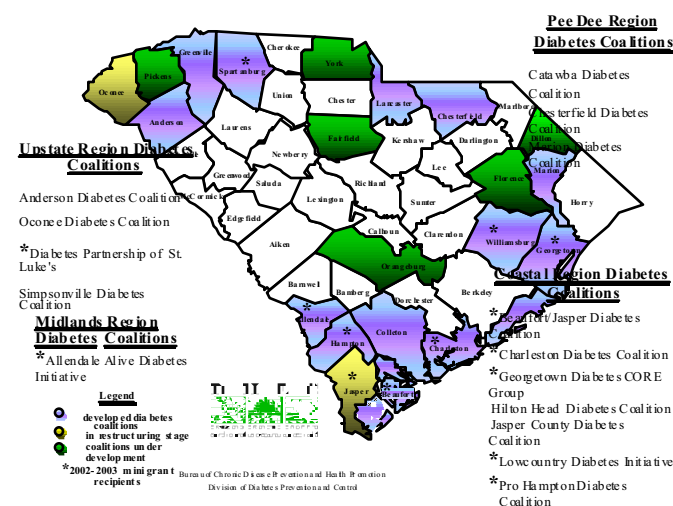 Pee Dee Region
Diabetes Coalitions
Catawba Diabetes
Coalition
Chesterfield Diabetes
Coalition
Marion Diabetes
Coalition
Cherokee
Greenville
Spartanburg
*
York
Pickens
Oconee
Union
Chester
Lancaster
Chesterfield
Marlboro
Anderson
Laurens
Fairfield
Kershaw
Darlington
Dillon
Upstate Region Diabetes
Coalitions
Newberry
Lee
Florence
Marion
Greenwood
Saluda
Richland
Horry
Anderson Diabetes Coalition
McCormick
Lexington
Sumter
Edgefield
Oconee Diabetes Coalition
Calhoun
Clarendon
*
Williamsburg
*
Georgetown
Aiken
*Diabetes Partnership of St.
Luke's
Orangeburg
Barnwell
Bamberg
Dorchester
Berkeley
Simpsonville Diabetes
Coalition
Coastal Region Diabetes
Coalitions
Midlands Region
Diabetes Coalitions
*Allendale Alive Diabetes
Initiative
*
Allendale
*
Hampton
Colleton
*
Charleston
*
Jasper
*
Beaufort
*Beaufort/Jasper Diabetes
Coalition
*Charleston Diabetes Coalition
*Georgetown Diabetes CORE
Group
Hilton Head Diabetes Coalition
Jasper County Diabetes
Coalition
*Lowcountry Diabetes Initiative
*Pro Hampton Diabetes
Coalition
Legend
developed diabetes
coalitions
in restructuring stage
coalitions under
development
*2002-2003 mini grant
recipients
Bureau of Chronic Disease Prevention and Health Promotion
Division of Diabetes Prevention and Control